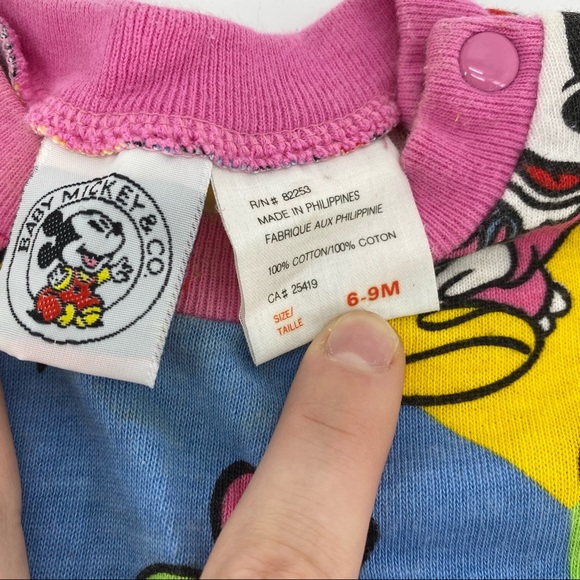 BABY MICKEY & CO
R/N# 82253
MADE IN PHILIPPINES
FABRIQUE AUX PHILIPPINIE
100% COTTON/100% COTON
CA# 25419
SIZE/ 6-9M
TAILLE